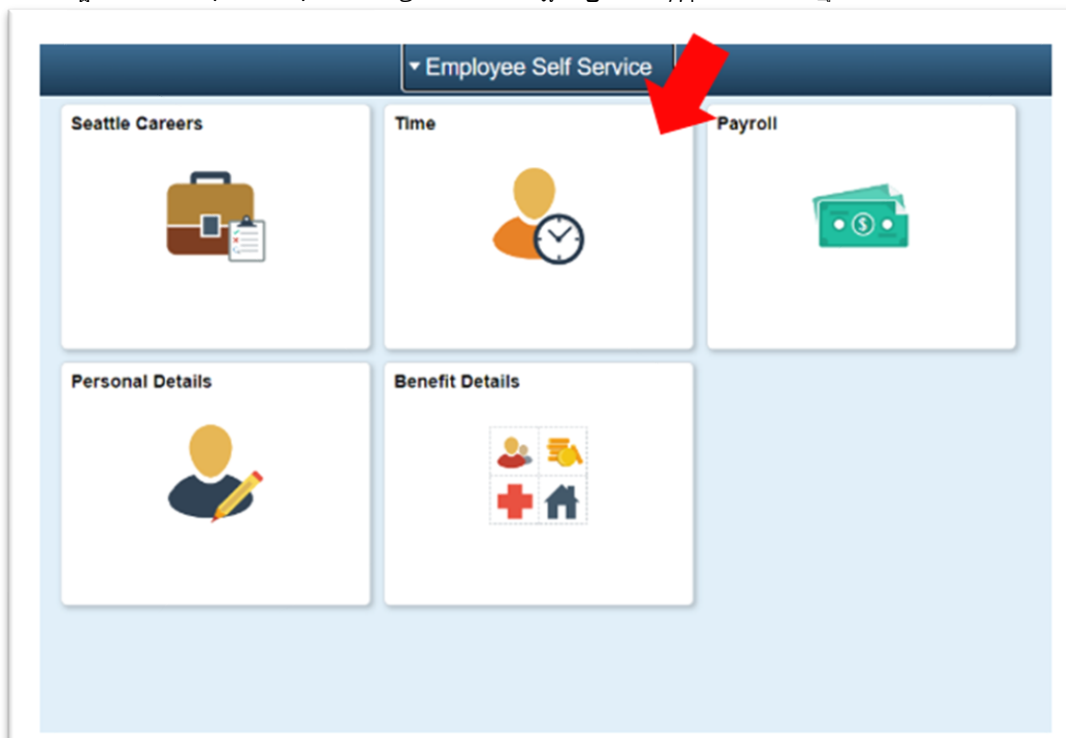 Employee Self Service
Seattle Careers
Time
Payroll
Personal Details
Benefit Details